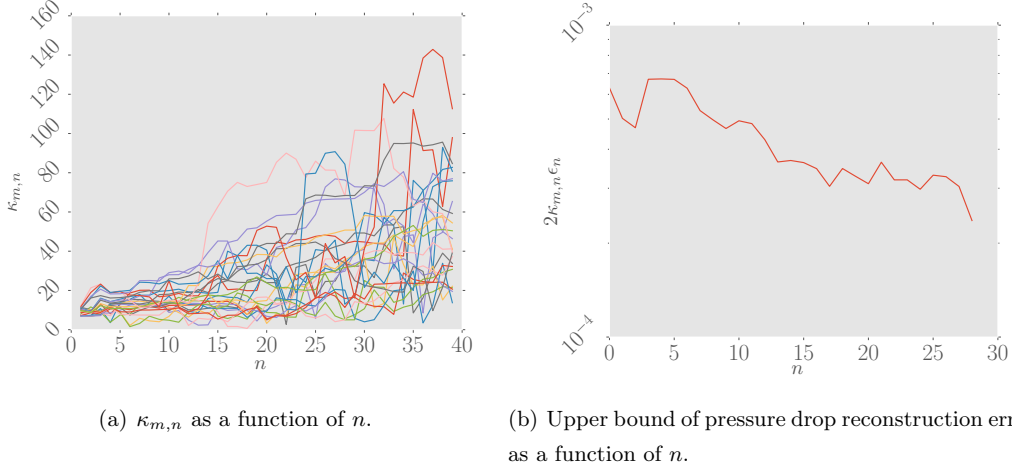 160
140
120
100
80
60
40
20
0
κ_{m,n}
0 5 10 15 20 25 30 35 40
n
(a) κ_{m,n} as a function of n.
10^{-3}
10^{-4}
2κ_{m,n}ϵ_n
0 5 10 15 20 25 30
n
(b) Upper bound of pressure drop reconstruction err
as a function of n.